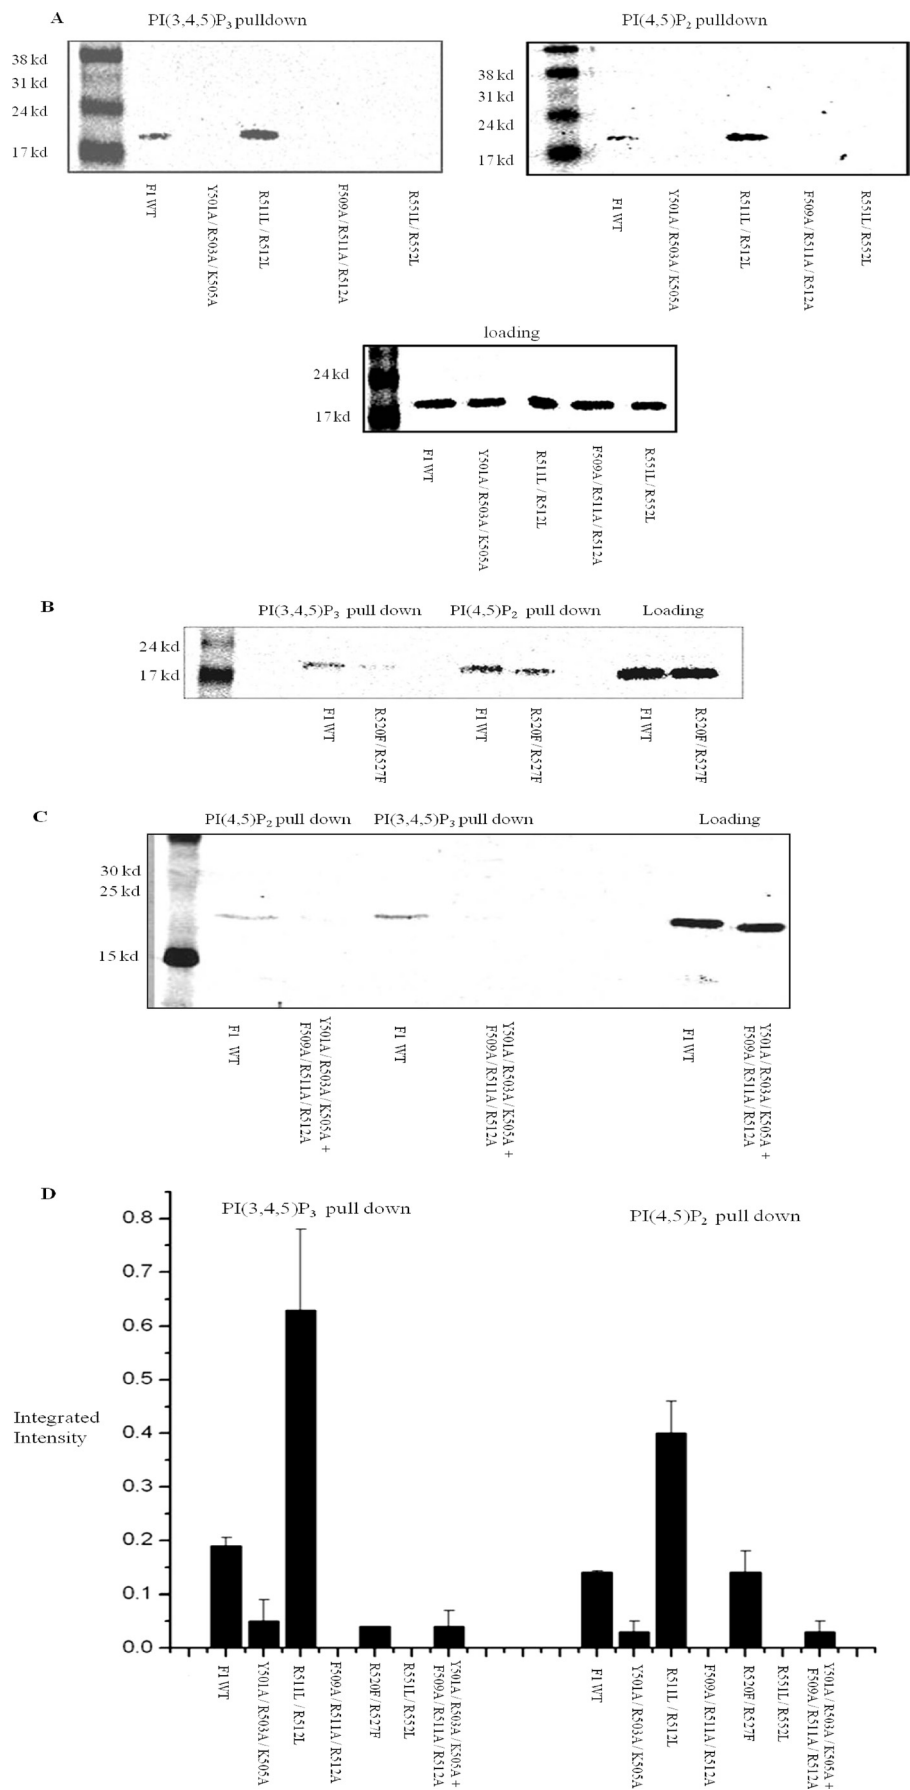 A
PI(3,4,5)P3 pulldown
PI(4,5)P2 pulldown
38 kd
31 kd
24 kd
17 kd
38 kd
31 kd
24 kd
17 kd
F1 WT
Y501A / R503A / K505A
R511L / R512L
F509A / R511A / R512A
R551L / R552L
F1 WT
Y501A / R503A / K505A
R511L / R512L
F509A / R511A / R512A
R551L / R552L
loading
24 kd
17 kd
F1 WT
Y501A / R503A / K505A
R511L / R512L
F509A / R511A / R512A
R551L / R552L
B
PI(3,4,5)P3 pull down
PI(4,5)P2 pull down
Loading
24 kd
17 kd
F1 WT
R520F / R527F
F1 WT
R520F / R527F
F1 WT
R520F / R527F
C
PI(4,5)P2 pull down
PI(3,4,5)P3 pull down
Loading
30 kd
25 kd
15 kd
F1 WT
Y501A / R503A / K505A +
F509A / R511A / R512A
F1 WT
Y501A / R503A / K505A +
F509A / R511A / R512A
F1 WT
Y501A / R503A / K505A +
F509A / R511A / R512A
D
PI(3,4,5)P3 pull down
PI(4,5)P2 pull down
0.8
0.7
0.6
0.5
0.4
0.3
0.2
0.1
0.0
Integrated
Intensity
F1 WT
Y501A / R503A / K505A
R511L / R512L
F509A / R511A / R512A
R520F / R527F
R551L / R552L
Y501A / R503A / K505A +
F509A / R511A / R512A
F1 WT
Y501A / R503A / K505A
R511L / R512L
F509A / R511A / R512A
R520F / R527F
R551L / R552L
Y501A / R503A / K505A +
F509A / R511A / R512A